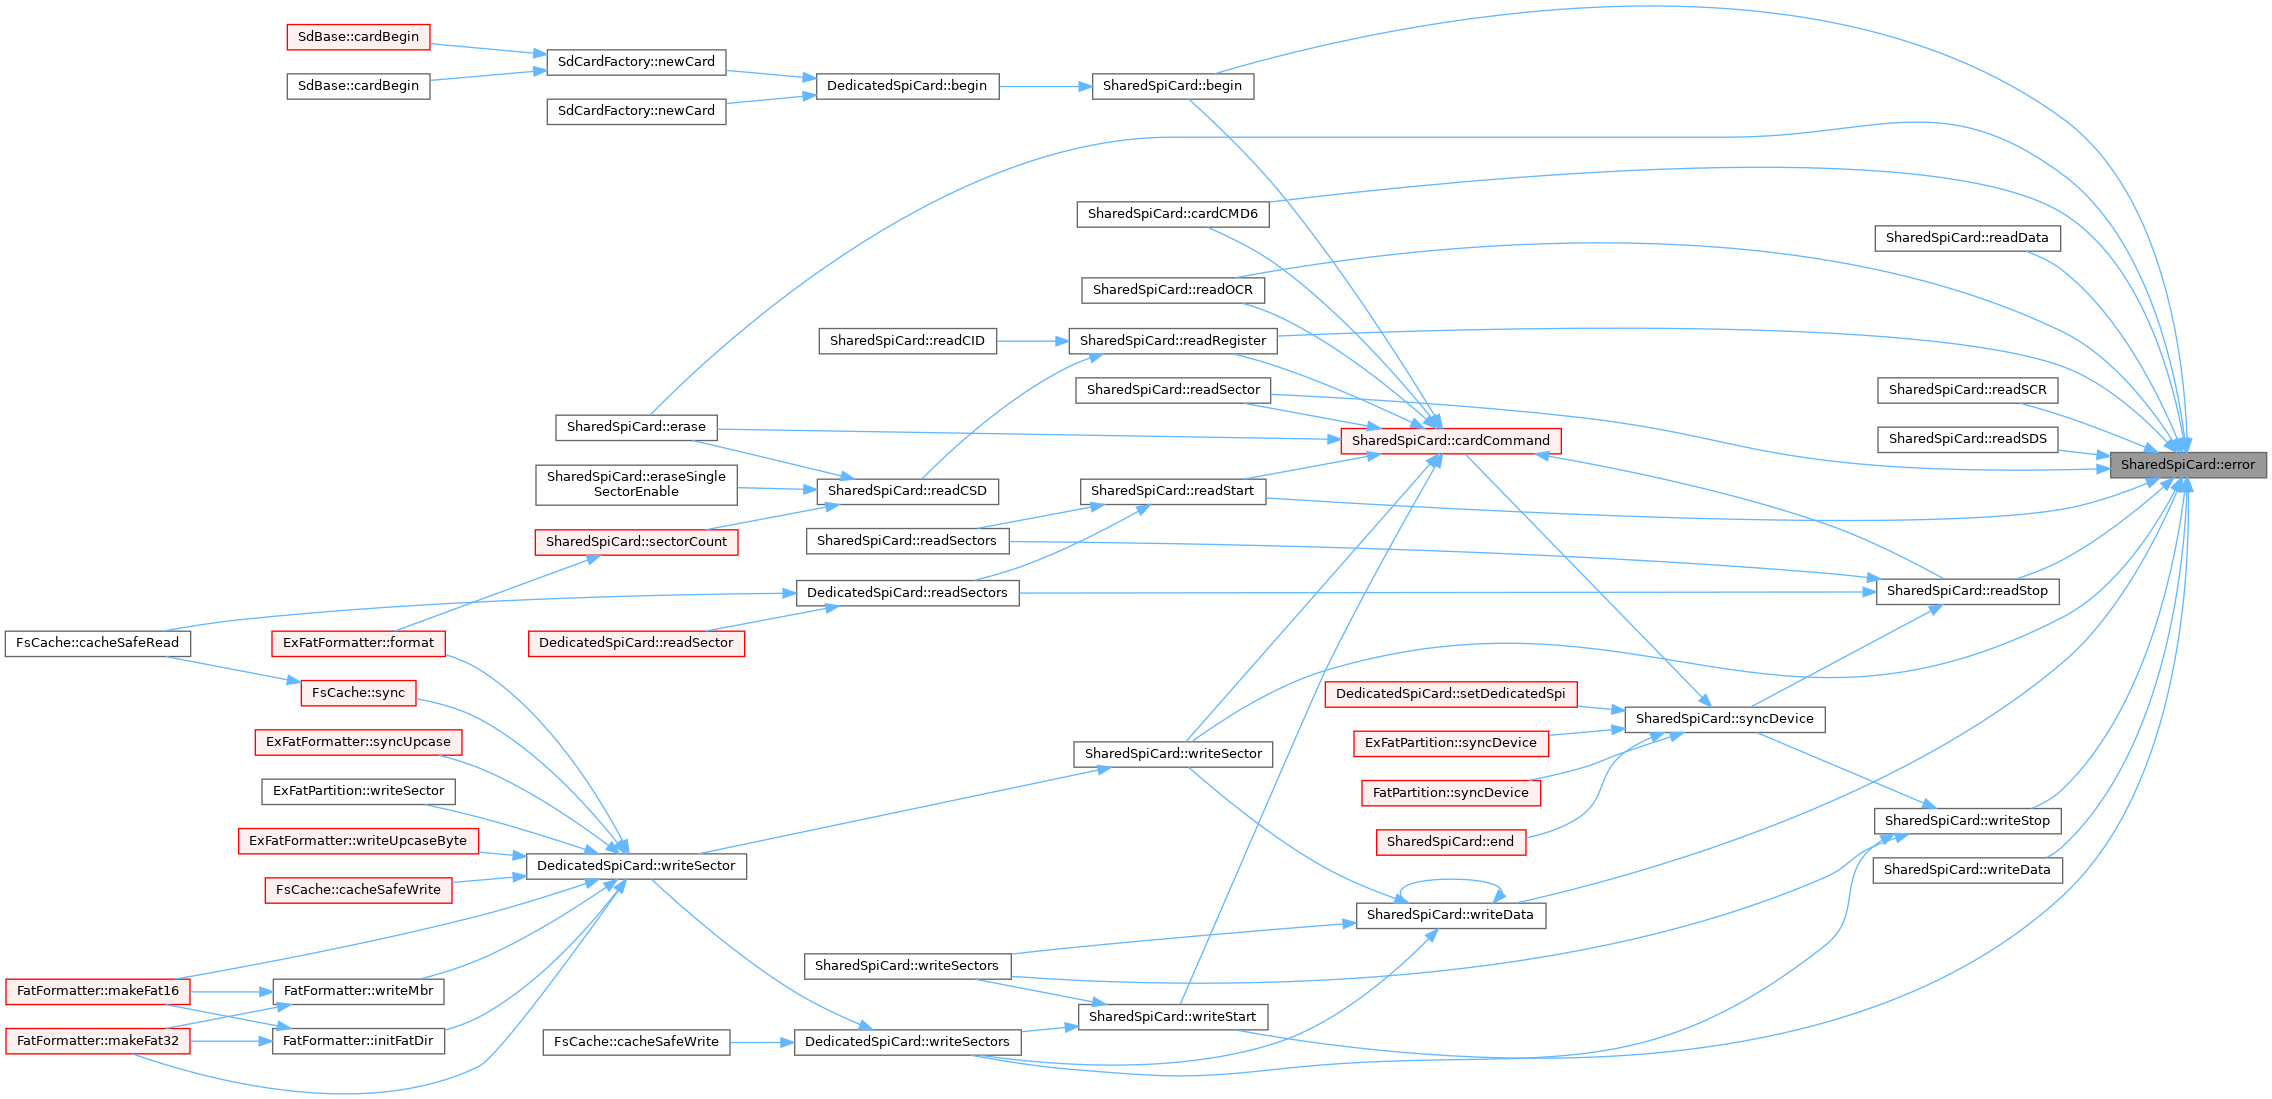 SdBase::cardBegin
SdCardFactory::newCard
SdBase::cardBegin
DedicatedSpiCard::begin
SharedSpiCard::begin
SdCardFactory::newCard
SharedSpiCard::cardCMD6
SharedSpiCard::readData
SharedSpiCard::readOCR
SharedSpiCard::readCID
SharedSpiCard::readRegister
SharedSpiCard::readSector
SharedSpiCard::readSCR
SharedSpiCard::erase
SharedSpiCard::cardCommand
SharedSpiCard::readSDS
SharedSpiCard::error
SharedSpiCard::eraseSingle
SectorEnable
SharedSpiCard::readCSD
SharedSpiCard::readStart
SharedSpiCard::sectorCount
SharedSpiCard::readSectors
DedicatedSpiCard::readSectors
SharedSpiCard::readStop
FsCache::cacheSafeRead
ExFatFormatter::format
DedicatedSpiCard::readSector
FsCache::sync
DedicatedSpiCard::setDedicatedSpi
SharedSpiCard::syncDevice
ExFatFormatter::syncUpcase
ExFatPartition::syncDevice
SharedSpiCard::writeSector
ExFatPartition::writeSector
FatPartition::syncDevice
SharedSpiCard::writeStop
ExFatFormatter::writeUpcaseByte
SharedSpiCard::end
DedicatedSpiCard::writeSector
SharedSpiCard::writeData
FsCache::cacheSafeWrite
SharedSpiCard::writeData
SharedSpiCard::writeSectors
FatFormatter::makeFat16
FatFormatter::writeMbr
SharedSpiCard::writeStart
FatFormatter::makeFat32
FatFormatter::initFatDir
FsCache::cacheSafeWrite
DedicatedSpiCard::writeSectors